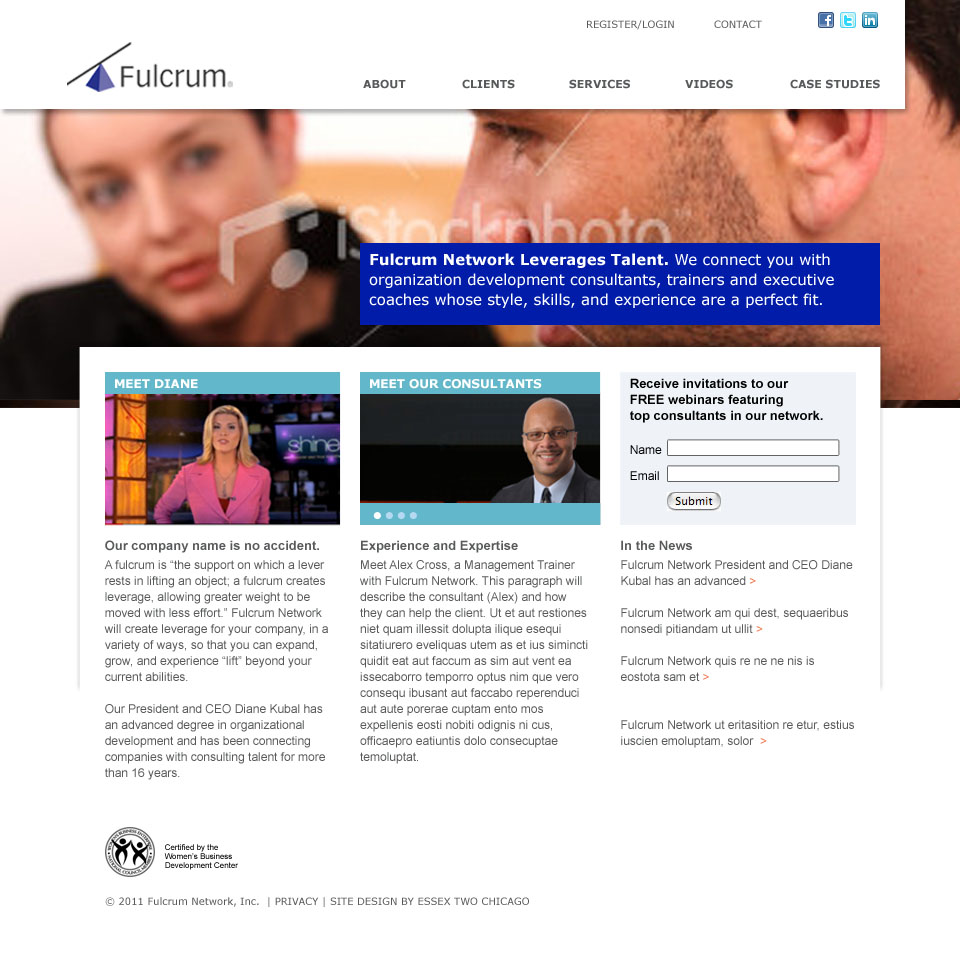 REGISTER/LOGIN CONTACT
Fulcrum®
ABOUT CLIENTS SERVICES VIDEOS CASE STUDIES
iStockphoto™
Fulcrum Network Leverages Talent. We connect you with
organization development consultants, trainers and executive
coaches whose style, skills, and experience are a perfect fit.
MEET DIANE
shine
Our company name is no accident.
A fulcrum is “the support on which a lever
rests in lifting an object; a fulcrum creates
leverage, allowing greater weight to be
moved with less effort.” Fulcrum Network
will create leverage for your company, in a
variety of ways, so that you can expand,
grow, and experience “lift” beyond your
current abilities.
Our President and CEO Diane Kubal has
an advanced degree in organizational
development and has been connecting
companies with consulting talent for more
than 16 years.
MEET OUR CONSULTANTS
Experience and Expertise
Meet Alex Cross, a Management Trainer
with Fulcrum Network. This paragraph will
describe the consultant (Alex) and how
they can help the client. Ut et aut restiones
niet quam illessit dolupta ilique esequi
sitatiurero eveliquas utem as et ius simincti
quidit eat aut faccum as sim aut vent ea
issecaborro temporro optus nim que vero
consequ ibusant aut faccabo reperenduci
aut aute porerae cuptam ento mos
expellenis eosti nobiti odignis ni cus,
officaepro eatiuntis dolo consecuptae
temoluptat.
Receive invitations to our
FREE webinars featuring
top consultants in our network.
Name
Email
Submit
In the News
Fulcrum Network President and CEO Diane
Kubal has an advanced >
Fulcrum Network am qui dest, sequaeribus
nonsedi pitiandam ut ullit >
Fulcrum Network quis re ne ne nis is
eostota sam et >
Fulcrum Network ut eritasition re etur, estius
iuscien emoluptam, solor >
Certified by the
Women's Business
Development Center
© 2011 Fulcrum Network, Inc. | PRIVACY | SITE DESIGN BY ESSEX TWO CHICAGO